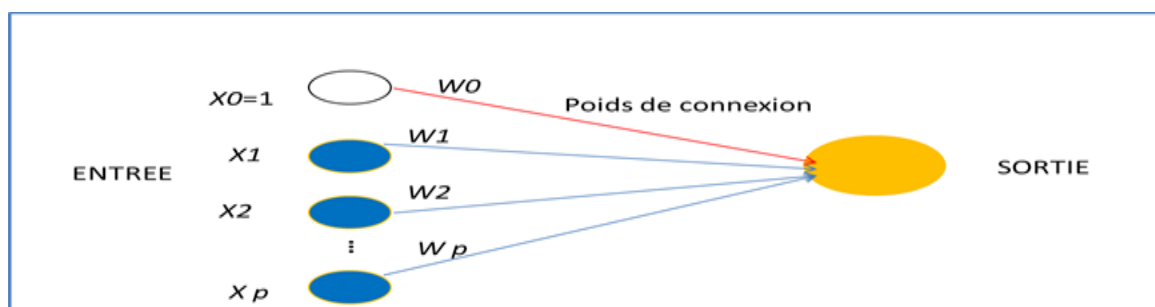 X0=1
W0
Poids de connexion
X1
W1
ENTREE
SORTIE
X2
W2
...
X p
W p